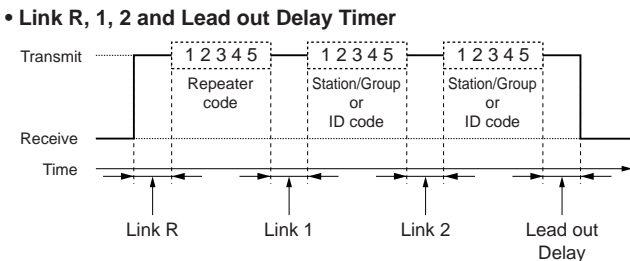 • Link R, 1, 2 and Lead out Delay Timer
Transmit
1 2 3 4 5
1 2 3 4 5
1 2 3 4 5
Repeater
code
Station/Group
or
ID code
Station/Group
or
ID code
Receive
Time
Link R
Link 1
Link 2
Lead out
Delay